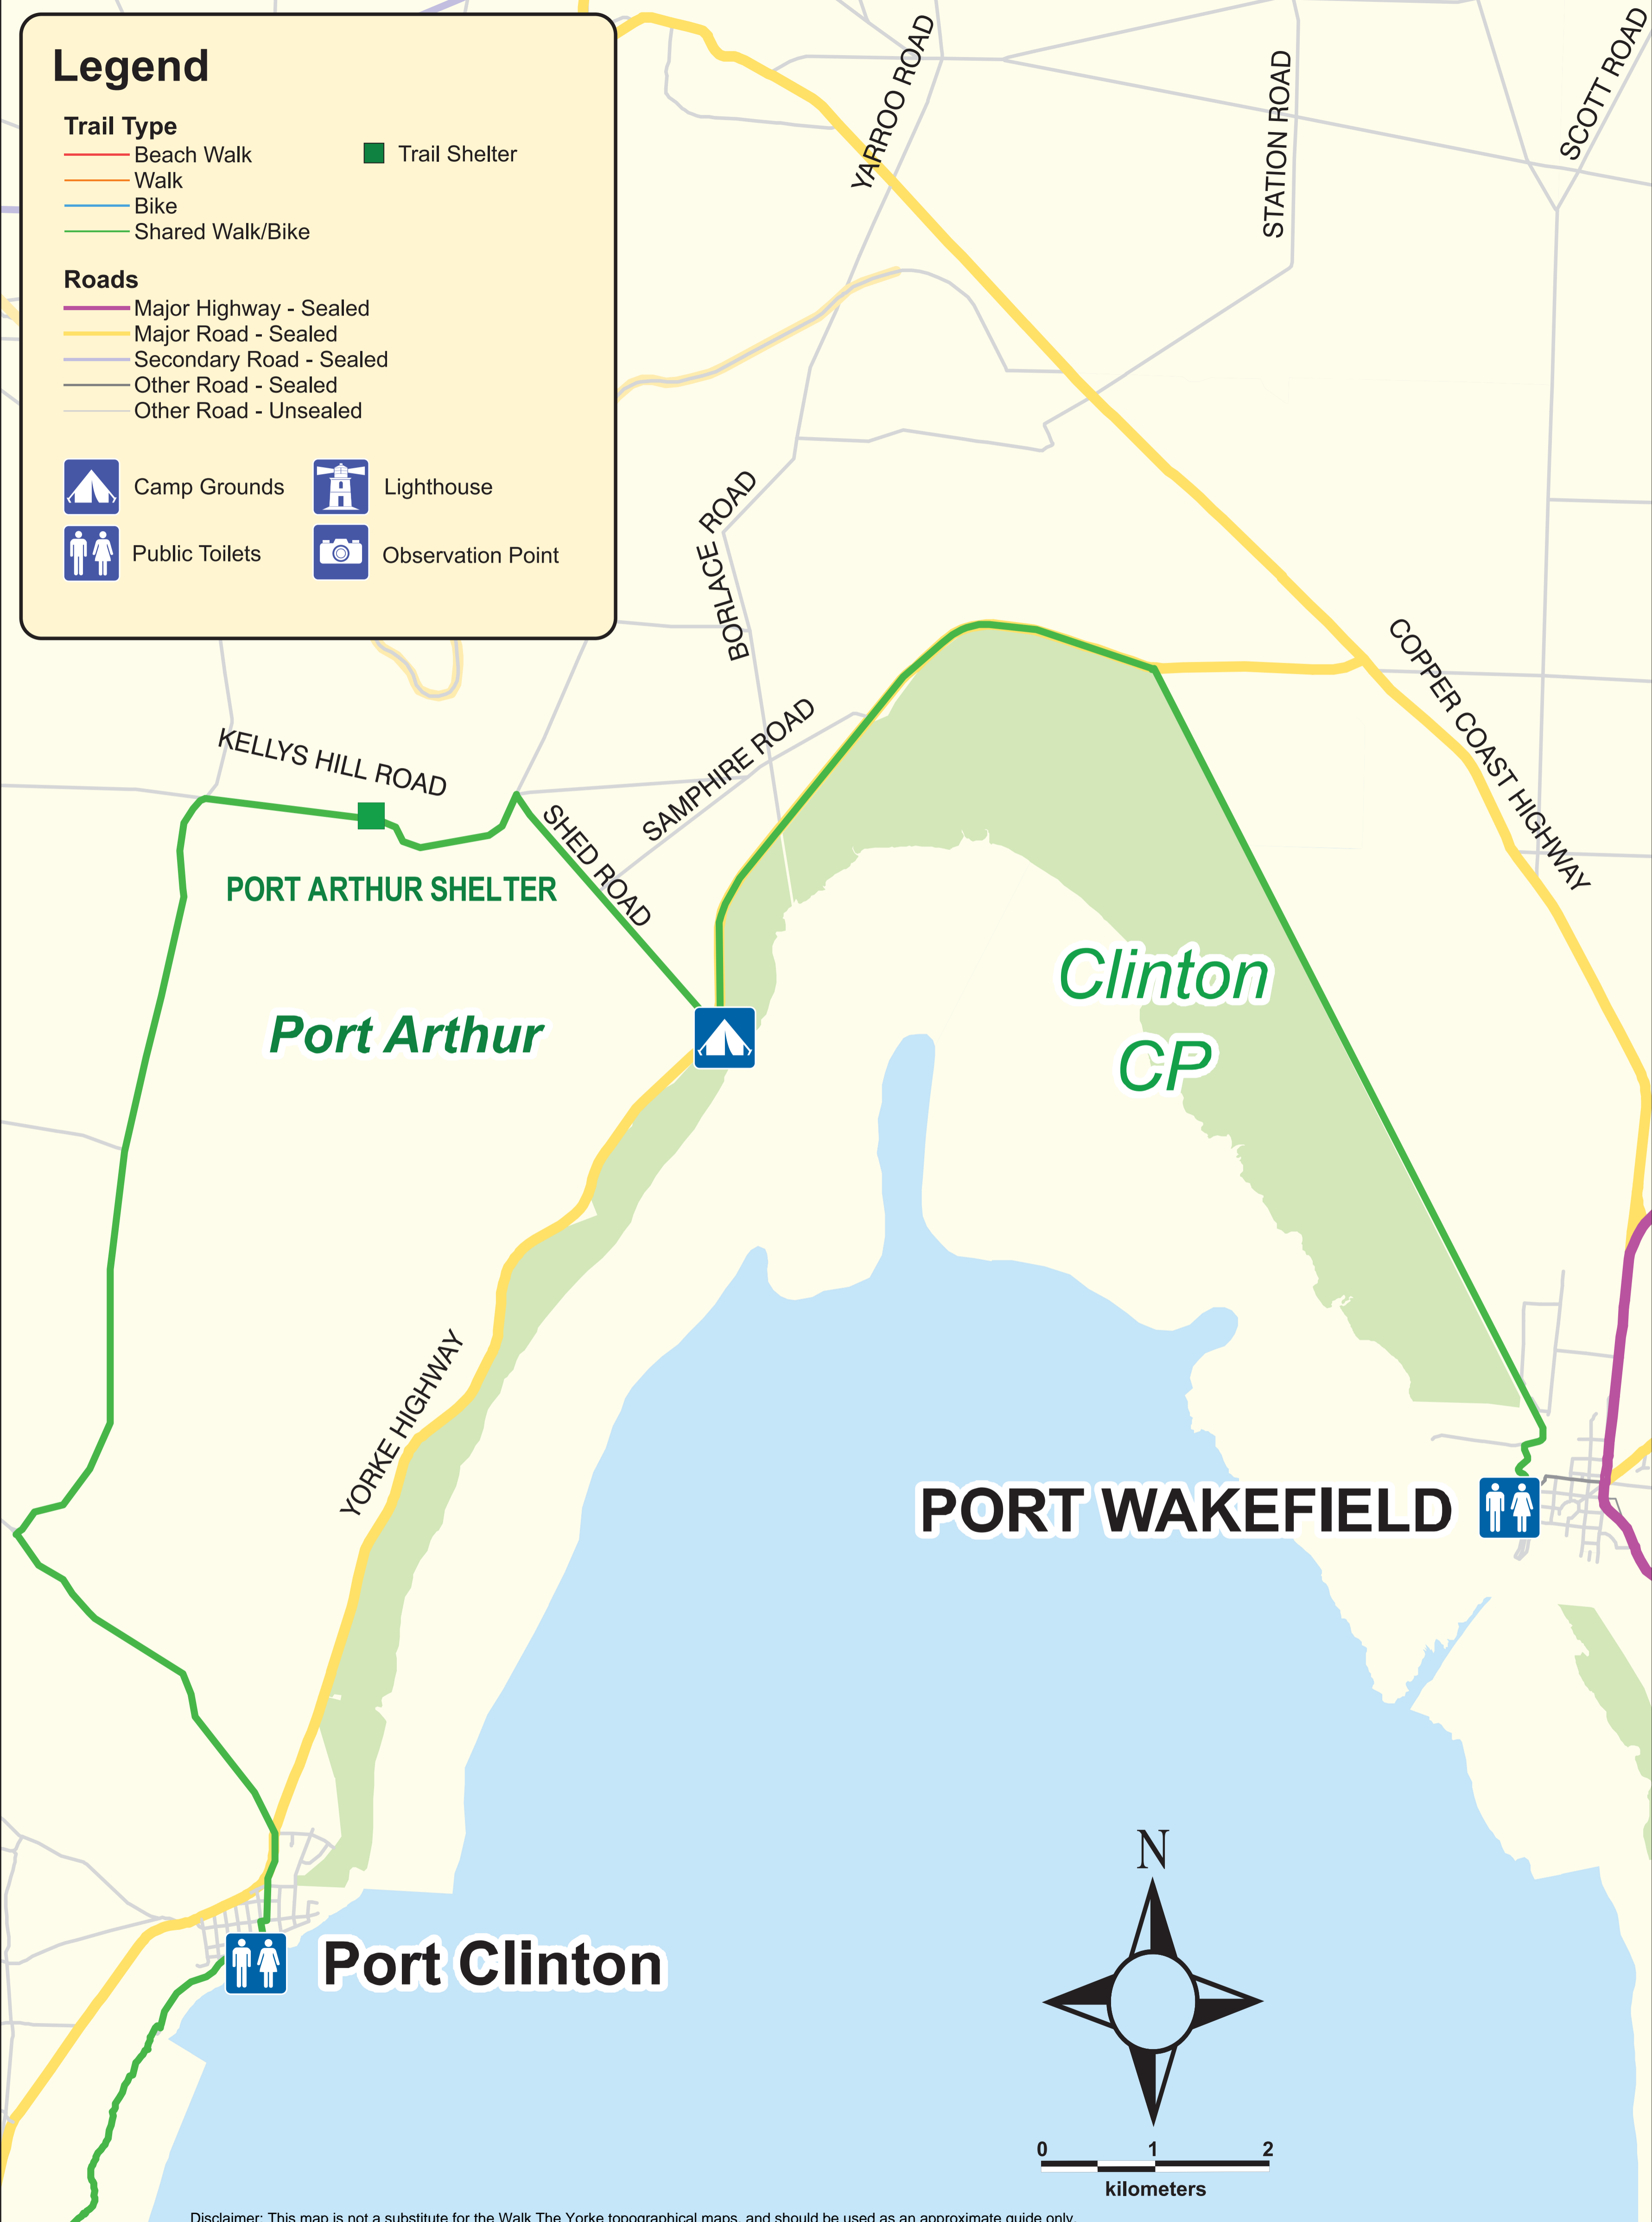 Legend
Trail Type
Beach Walk
Trail Shelter
Walk
Bike
Shared Walk/Bike
Roads
Major Highway - Sealed
Major Road - Sealed
Secondary Road - Sealed
Other Road - Sealed
Other Road - Unsealed
Camp Grounds
Lighthouse
Public Toilets
Observation Point
YARROO ROAD
STATION ROAD
SCOTT ROAD
BORLACE ROAD
COPPER COAST HIGHWAY
KELLYS HILL ROAD
SAMPHIRE ROAD
SHED ROAD
PORT ARTHUR SHELTER
Port Arthur
Clinton
CP
YORKE HIGHWAY
PORT WAKEFIELD
Port Clinton
N
0 1 2
kilometers
Disclaimer: This map is not a substitute for the Walk The Yorke topographical maps, and should be used as an approximate guide only.